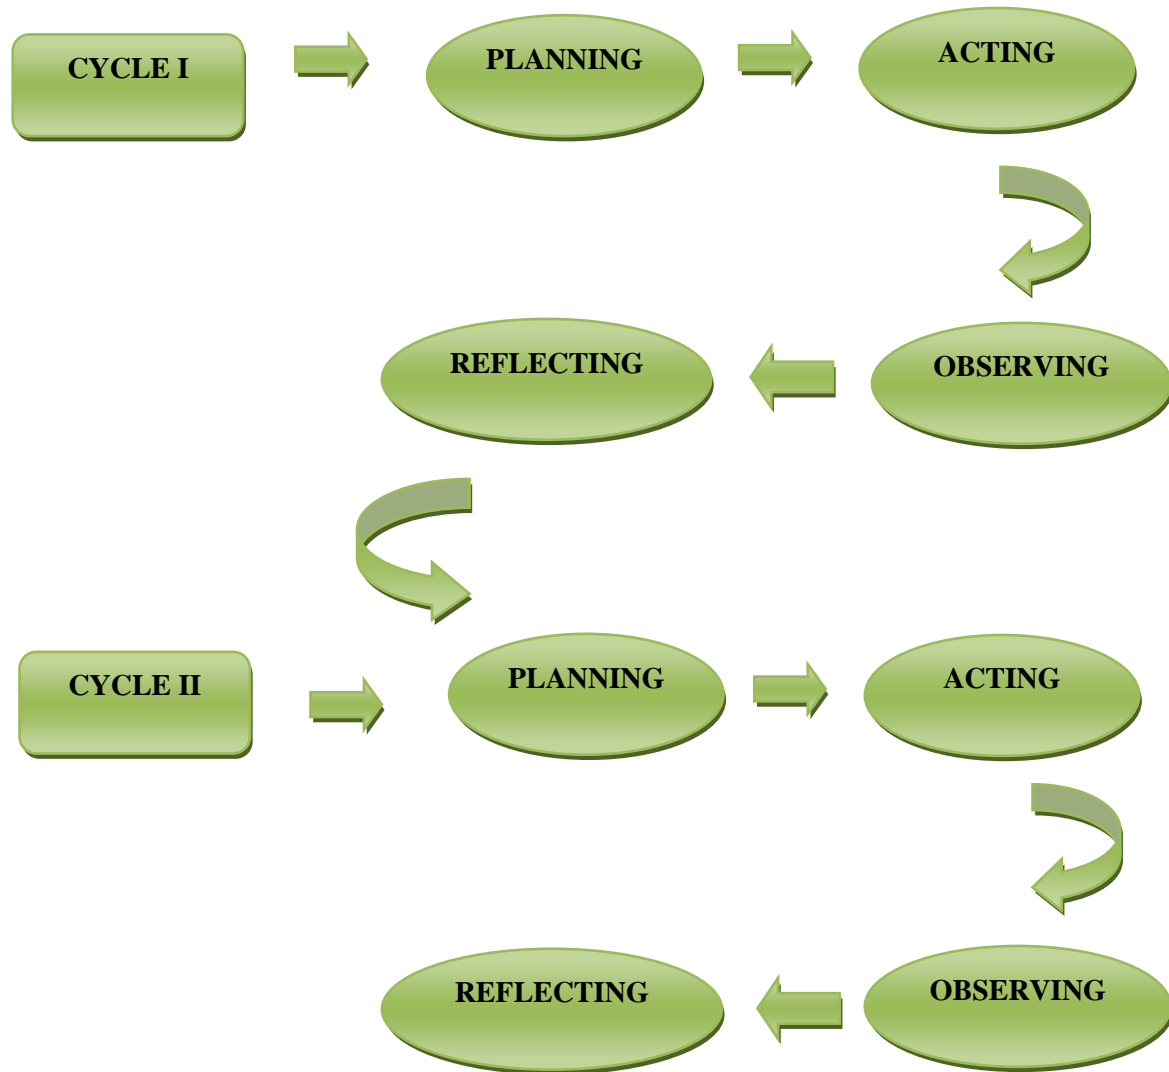 CYCLE I
PLANNING
ACTING
OBSERVING
REFLECTING
CYCLE II
PLANNING
ACTING
OBSERVING
REFLECTING